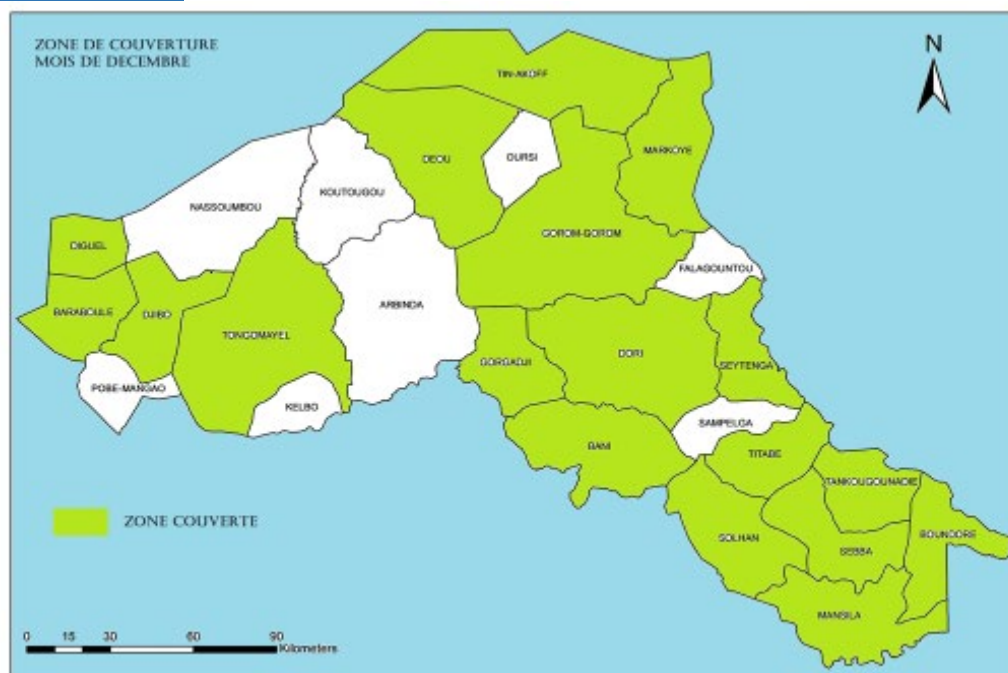 ZONE DE COUVERTURE
MOIS DE DECEMBRE
N
TIN-AKOFF
DEOU
OURSI
MARKOYE
KOUTOUGOU
NASSOUMBOU
GOROM-GOROM
DIGUEL
FALAGOUNTOU
ARBINDA
BARABOULE
DJIBO
TONGOMAYEL
DORI
GORGADJI
SEYTENGA
POBE-MANGAO
KELBO
SAMPELGA
BANI
TITABE
TANKOUGOUNADIE
ZONE COUVERTE
SOLHAN
BOUNDORE
SEBBA
MANSILA
0 15 30 60 90
Kilometers